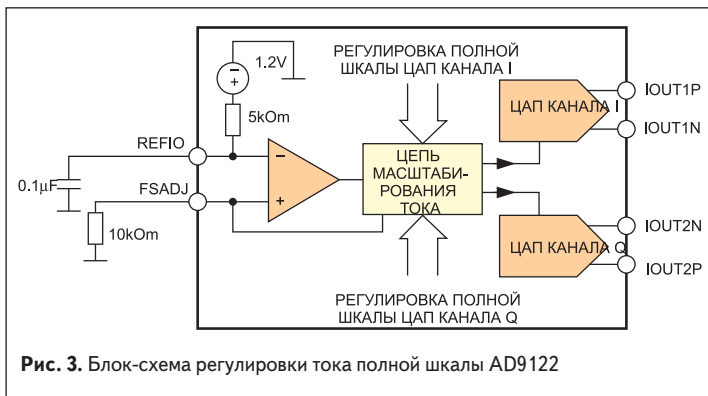 РЕГУЛИРОВКА ПОЛНОЙ
ШКАЛЫ ЦАП КАНАЛА I
1.2V
5kOm
REFIO
0.1µF
FSADJ
10kOm
−
+
−
+
ЦЕПЬ
МАСШТАБИ-
РОВАНИЯ
ТОКА
ЦАП КАНАЛА I
IOUT1P
IOUT1N
ЦАП КАНАЛА Q
IOUT2N
IOUT2P
РЕГУЛИРОВКА ПОЛНОЙ
ШКАЛЫ ЦАП КАНАЛА Q
Рис. 3. Блок-схема регулировки тока полной шкалы AD9122